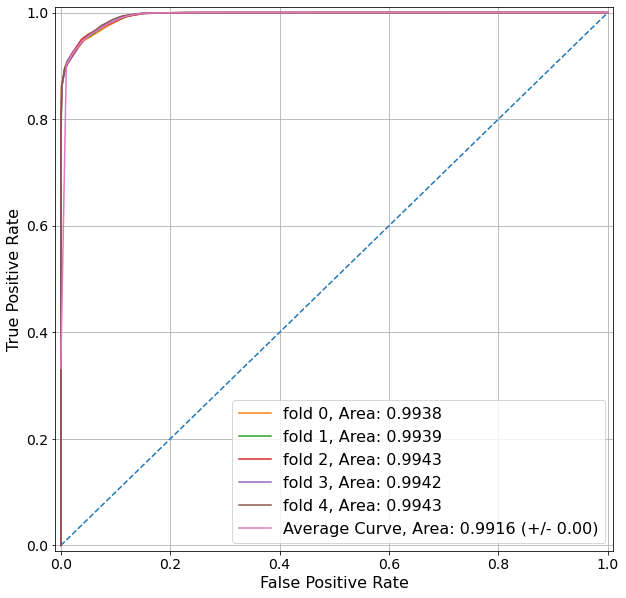 1.0
0.8
0.6
0.4
0.2
0.0
True Positive Rate
fold 0, Area: 0.9938
fold 1, Area: 0.9939
fold 2, Area: 0.9943
fold 3, Area: 0.9942
fold 4, Area: 0.9943
Average Curve, Area: 0.9916 (+/- 0.00)
0.0 0.2 0.4 0.6 0.8 1.0
False Positive Rate